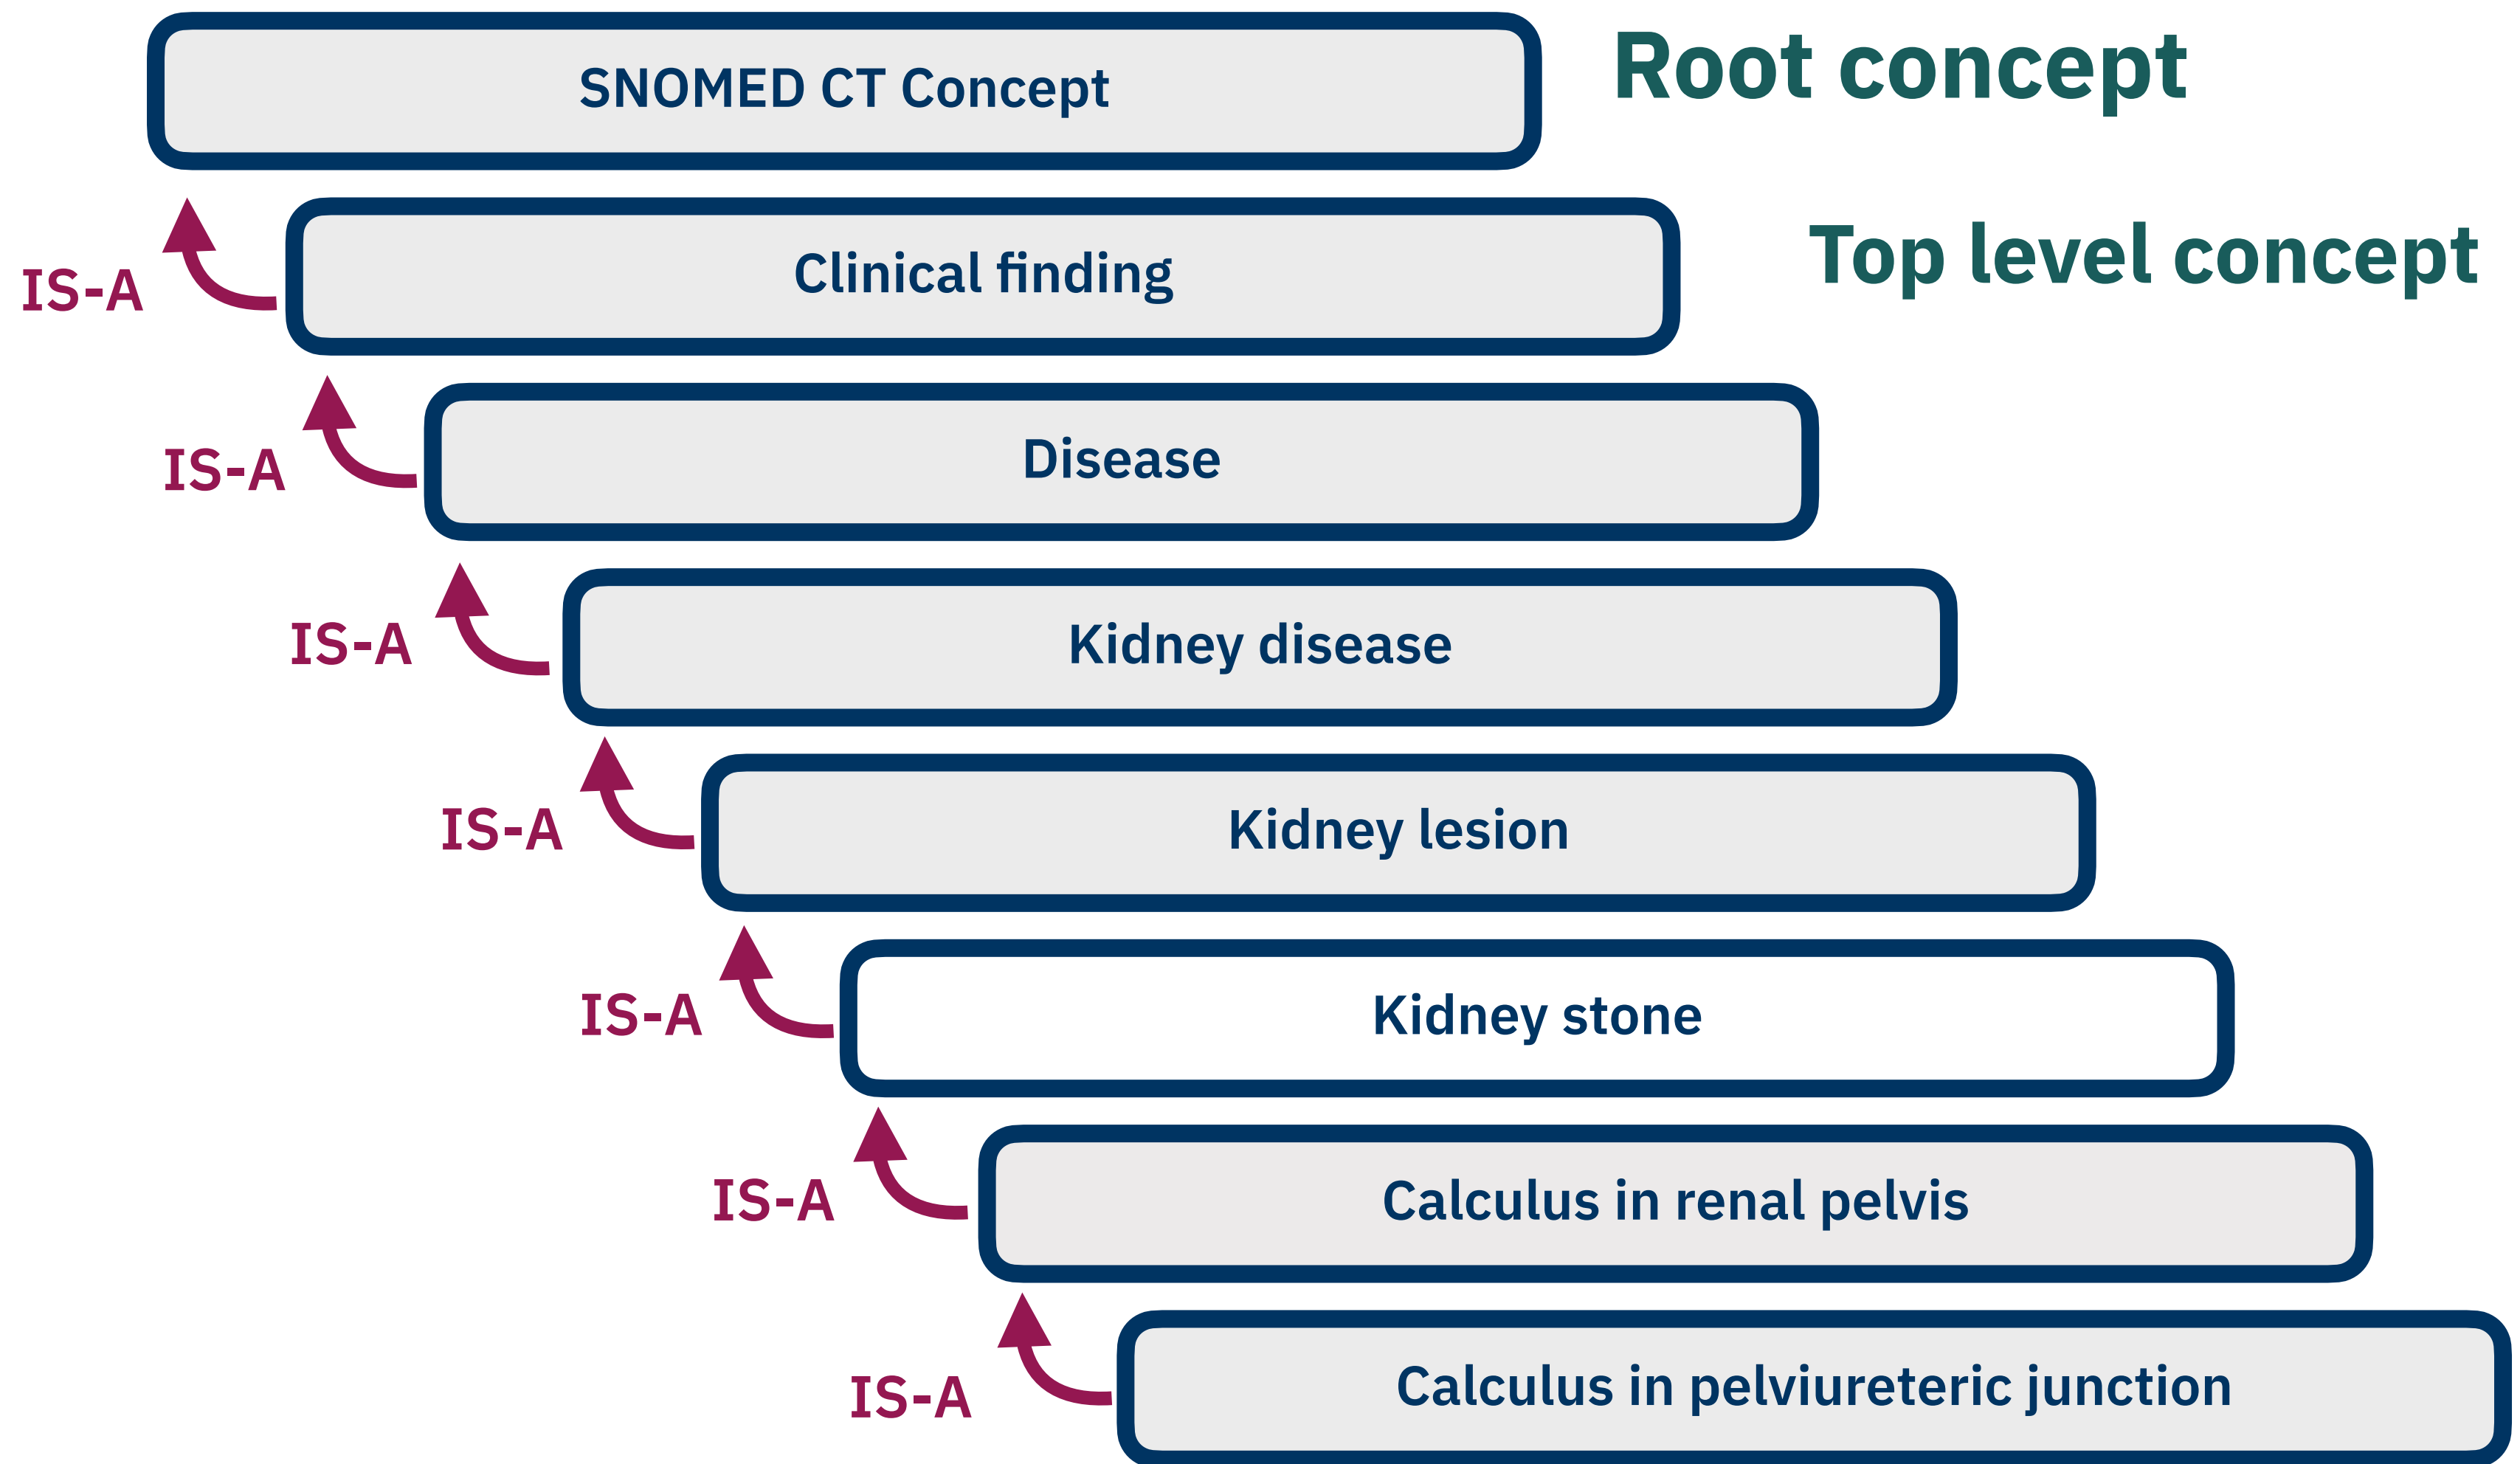 SNOMED CT Concept
Root concept
Clinical finding
Top level concept
IS-A
Disease
IS-A
Kidney disease
IS-A
Kidney lesion
IS-A
Kidney stone
IS-A
Calculus in renal pelvis
IS-A
Calculus in pelviureteric junction
IS-A